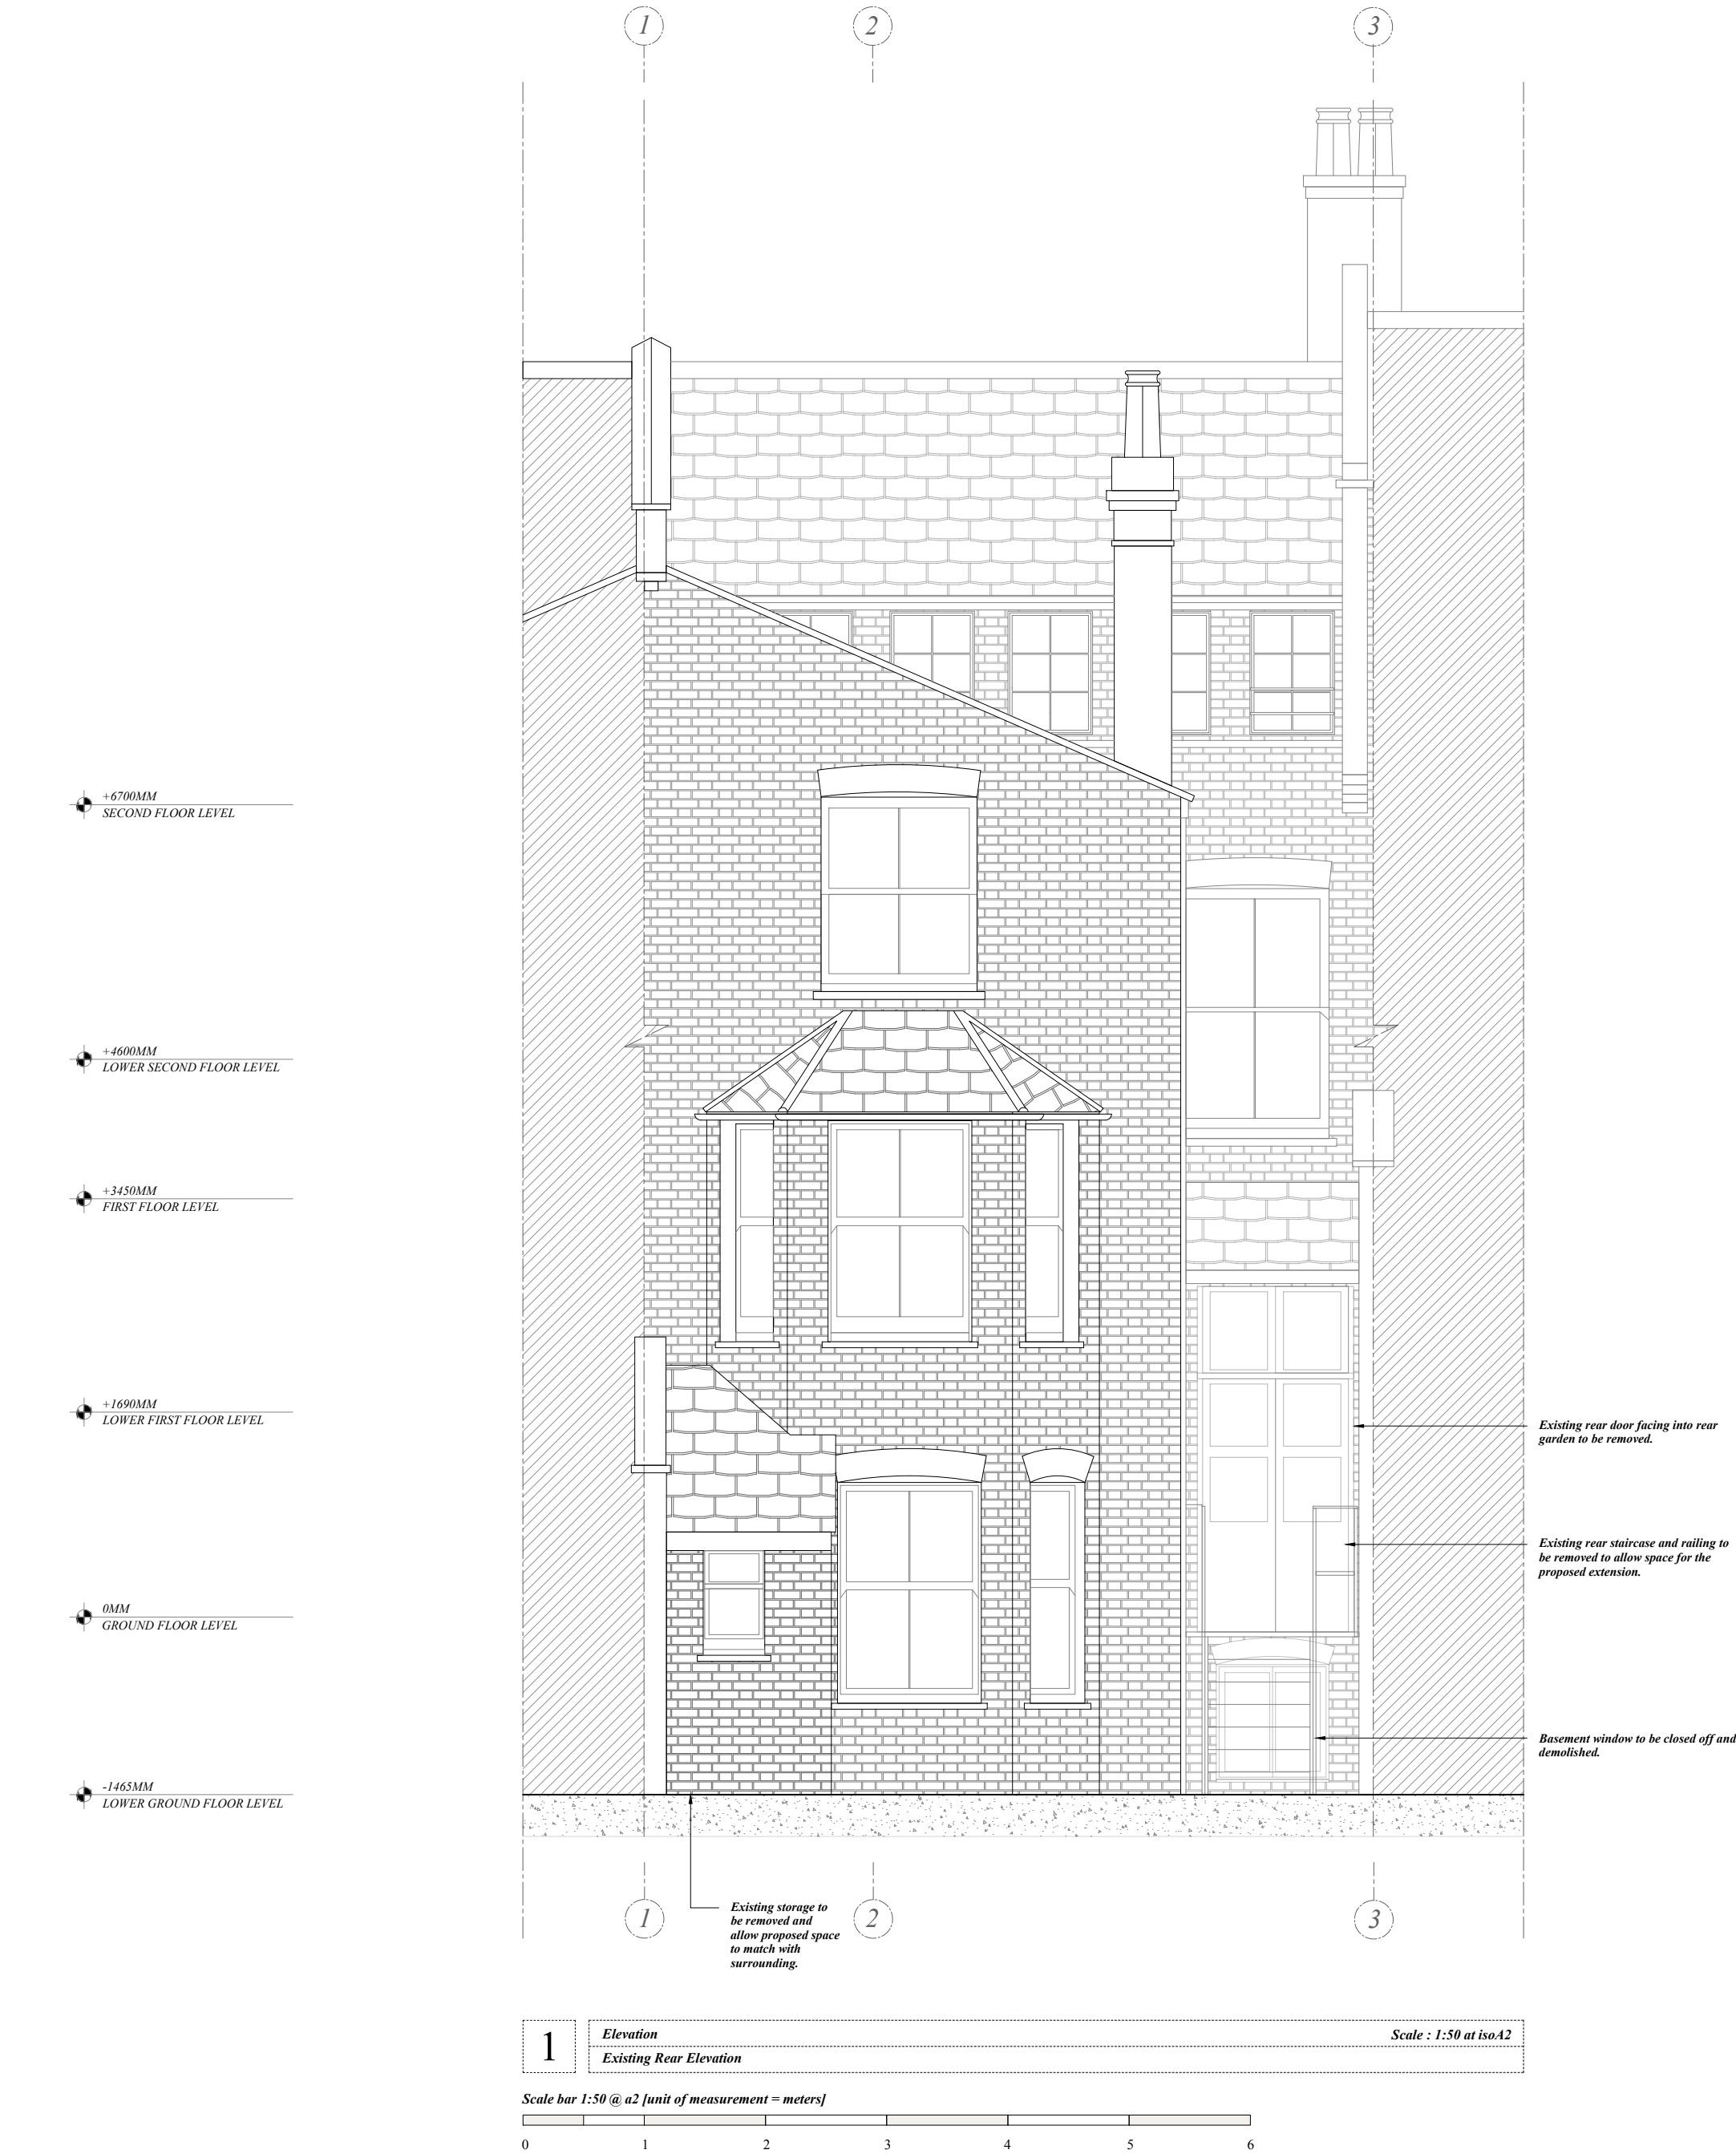 1
2
3
+6700MM
SECOND FLOOR LEVEL
+4600MM
LOWER SECOND FLOOR LEVEL
+3450MM
FIRST FLOOR LEVEL
+1690MM
LOWER FIRST FLOOR LEVEL
Existing rear door facing into rear
garden to be removed.
Existing rear staircase and railing to
be removed to allow space for the
proposed extension.
0MM
GROUND FLOOR LEVEL
Basement window to be closed off and
demolished.
-1465MM
LOWER GROUND FLOOR LEVEL
Existing storage to
be removed and
allow proposed space
to match with
surrounding.
1
2
3
1
Elevation
Scale : 1:50 at isoA2
Existing Rear Elevation
Scale bar 1:50 @ a2 [unit of measurement = meters]
0 1 2 3 4 5 6